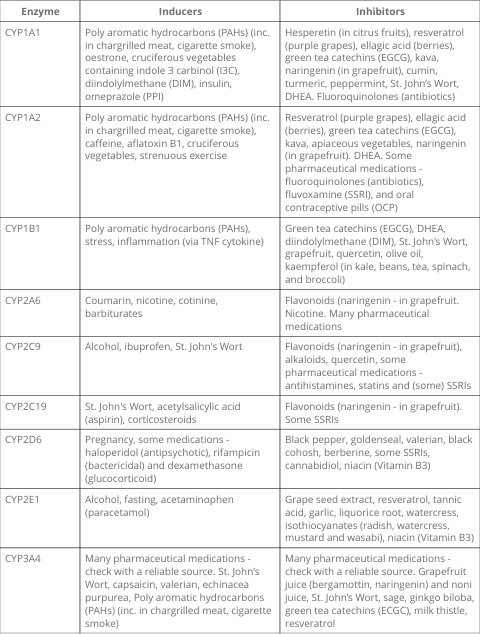 Enzyme Inducers Inhibitors
CYP1A1
Poly aromatic hydrocarbons (PAHs) (inc.
in chargrilled meat, cigarette smoke),
oestrone, cruciferous vegetables
containing indole 3 carbinol (I3C),
diindolylmethane (DIM), insulin,
omeprazole (PPI)
Hesperetin (in citrus fruits), resveratrol
(purple grapes), ellagic acid (berries),
green tea catechins (EGCG), kava,
naringenin (in grapefruit), cumin,
turmeric, peppermint, St. John's Wort,
DHEA. Fluoroquinolones (antibiotics)
CYP1A2
Poly aromatic hydrocarbons (PAHs) (inc.
in chargrilled meat, cigarette smoke),
caffeine, aflatoxin B1, cruciferous
vegetables, strenuous exercise
Resveratrol (purple grapes), ellagic acid
(berries), green tea catechins (EGCG),
kava, apiaceous vegetables, naringenin
(in grapefruit). DHEA. Some
pharmaceutical medications -
fluoroquinolones (antibiotics),
fluvoxamine (SSRI), and oral
contraceptive pills (OCP)
CYP1B1
Poly aromatic hydrocarbons (PAHs),
stress, inflammation (via TNF cytokine)
Green tea catechins (EGCG), DHEA,
diindolylmethane (DIM), St. John's Wort,
grapefruit, quercetin, olive oil,
kaempferol (in kale, beans, tea, spinach,
and broccoli)
CYP2A6
Coumarin, nicotine, cotinine,
barbiturates
Flavonoids (naringenin - in grapefruit.
Nicotine. Many pharmaceutical
medications
CYP2C9
Alcohol, ibuprofen, St. John's Wort
Flavonoids (naringenin - in grapefruit),
alkaloids, quercetin, some
pharmaceutical medications -
antihistamines, statins and (some) SSRIs
CYP2C19
St. John's Wort, acetylsalicylic acid
(aspirin), corticosteroids
Flavonoids (naringenin - in grapefruit).
Some SSRIs
CYP2D6
Pregnancy, some medications -
haloperidol (antipsychotic), rifampicin
(bactericidal) and dexamethasone
(glucocorticoid)
Black pepper, goldenseal, valerian, black
cohosh, berberine, some SSRIs,
cannabidiol, niacin (Vitamin B3)
CYP2E1
Alcohol, fasting, acetaminophen
(paracetamol)
Grape seed extract, resveratrol, tannic
acid, garlic, liquorice root, watercress,
isothiocyanates (radish, watercress,
mustard and wasabi), niacin (Vitamin B3)
CYP3A4
Many pharmaceutical medications -
check with a reliable source. St. John's
Wort, capsaicin, valerian, echinacea
purpurea, Poly aromatic hydrocarbons
(PAHs) (inc. in chargrilled meat, cigarette
smoke)
Many pharmaceutical medications -
check with a reliable source. Grapefruit
juice (bergamottin, naringenin) and noni
juice, St. John's Wort, sage, ginkgo biloba,
green tea catechins (ECGC), milk thistle,
resveratrol